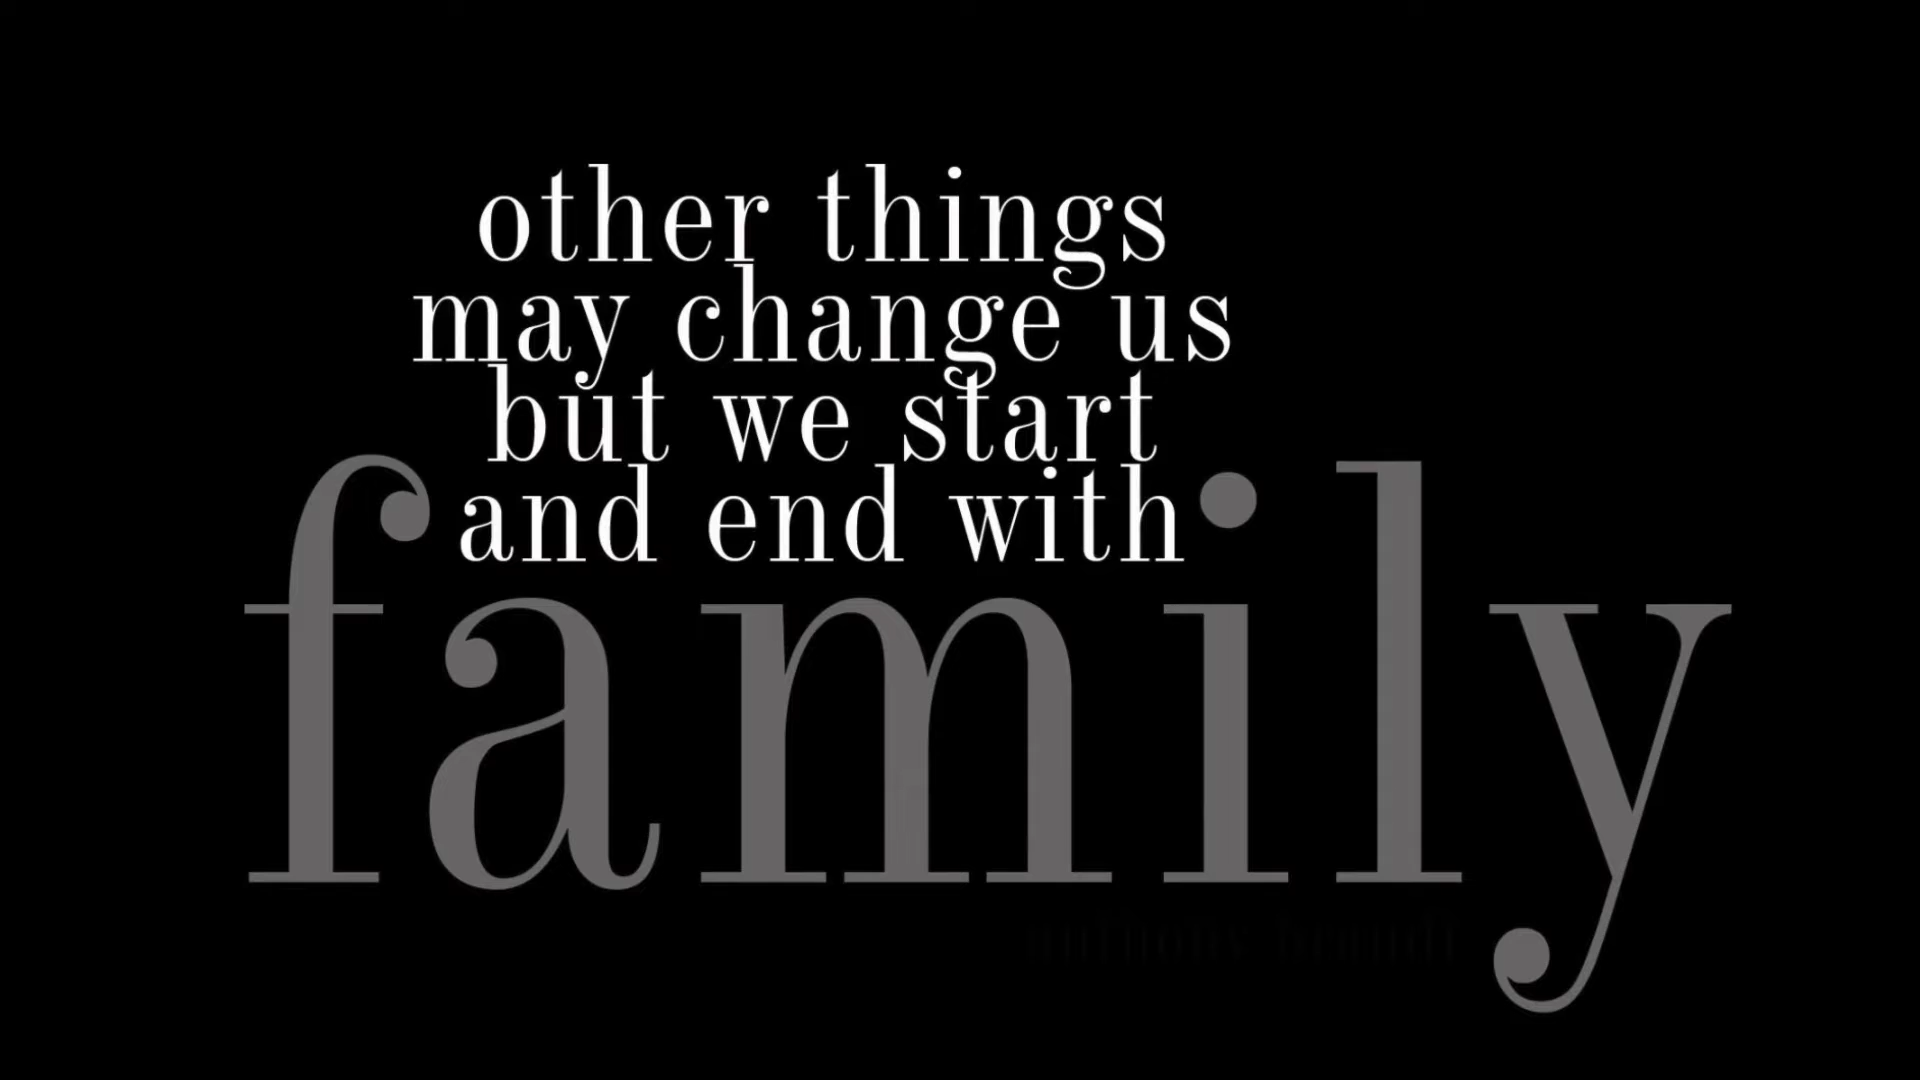 other things
may change us
but we start
and end with
family